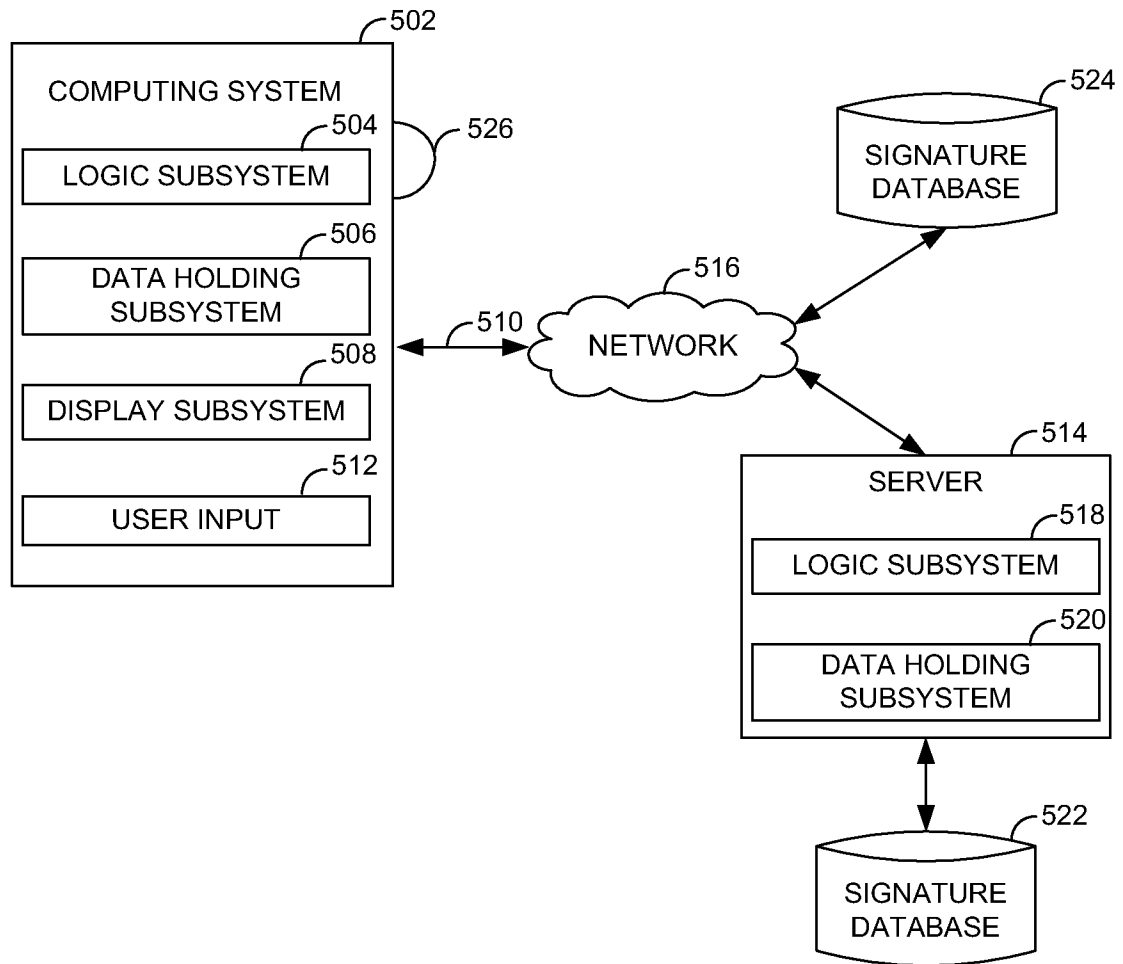 502
COMPUTING SYSTEM
504
526
LOGIC SUBSYSTEM
506
DATA HOLDING
SUBSYSTEM
508
DISPLAY SUBSYSTEM
512
USER INPUT
510
516
NETWORK
524
SIGNATURE
DATABASE
514
SERVER
518
LOGIC SUBSYSTEM
520
DATA HOLDING
SUBSYSTEM
522
SIGNATURE
DATABASE